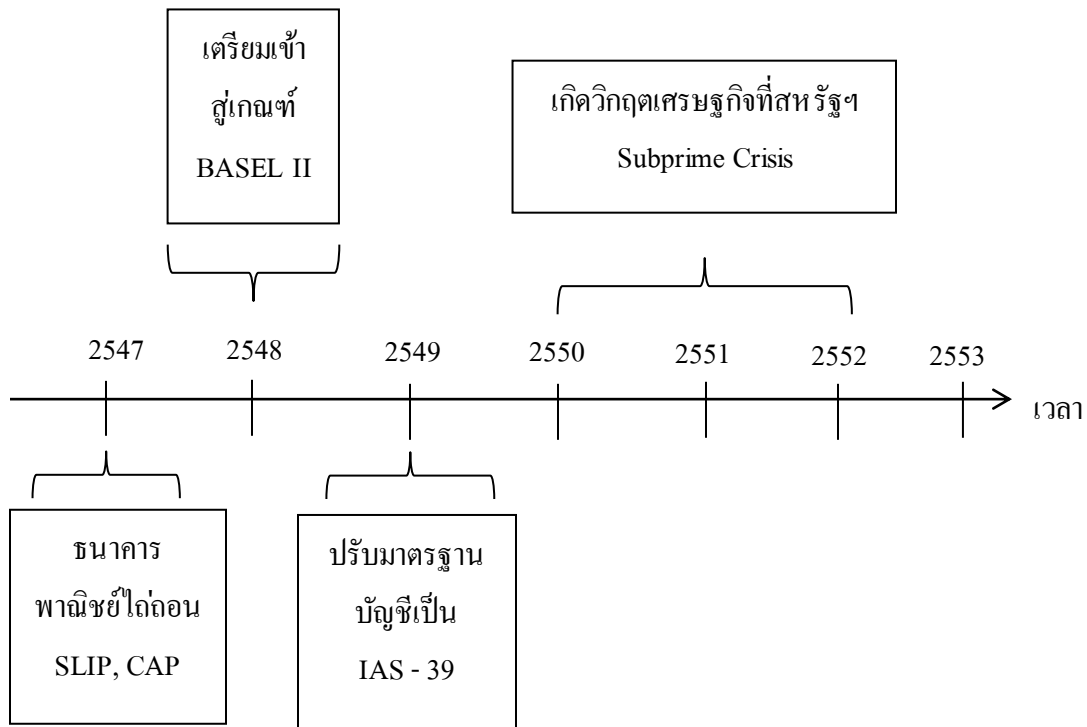 เตรียมเข้า
สู่เกณฑ์
BASEL II
เกิดวิกฤตเศรษฐกิจที่สหรัฐฯ
Subprime Crisis
2547 2548 2549 2550 2551 2552 2553
เวลา
ธนาคาร
พาณิชย์ไถ่ถอน
SLIP, CAP
ปรับมาตรฐาน
บัญชีเป็น
IAS - 39